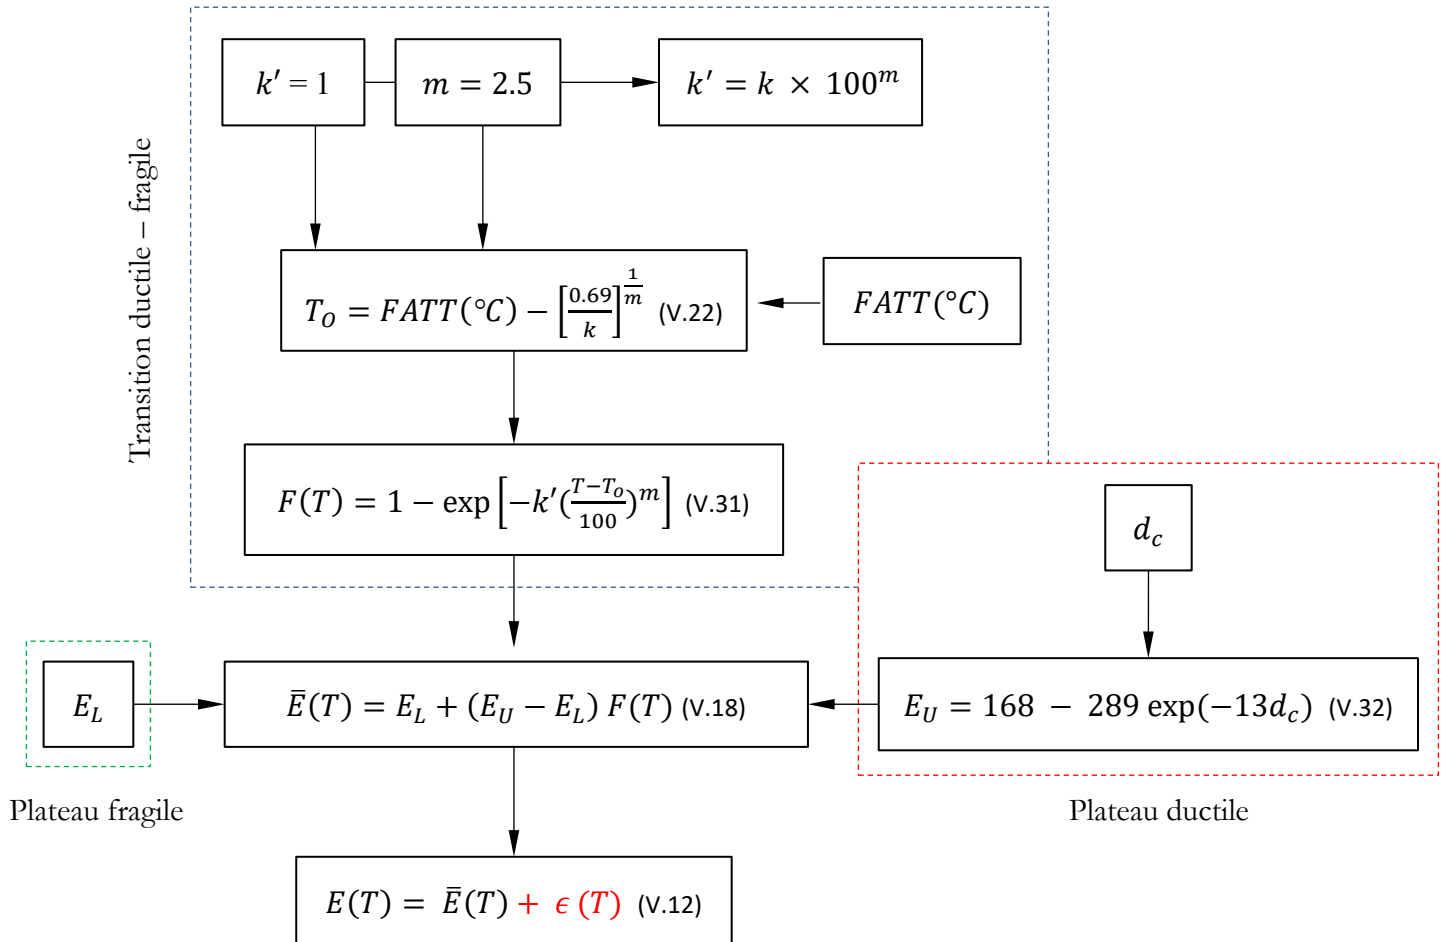 k′ = 1
m = 2.5
k′ = k × 100^m
Transition ductile – fragile
T_O = FATT(°C) − [0.69/k]^(1/m) (V.22)
FATT(°C)
F(T) = 1 − exp[−k′((T−T_o)/100)^m] (V.31)
d_c
E_L
Ē(T) = E_L + (E_U − E_L) F(T) (V.18)
E_U = 168 − 289 exp(−13d_c) (V.32)
Plateau fragile
Plateau ductile
E(T) = Ē(T) + ϵ (T) (V.12)